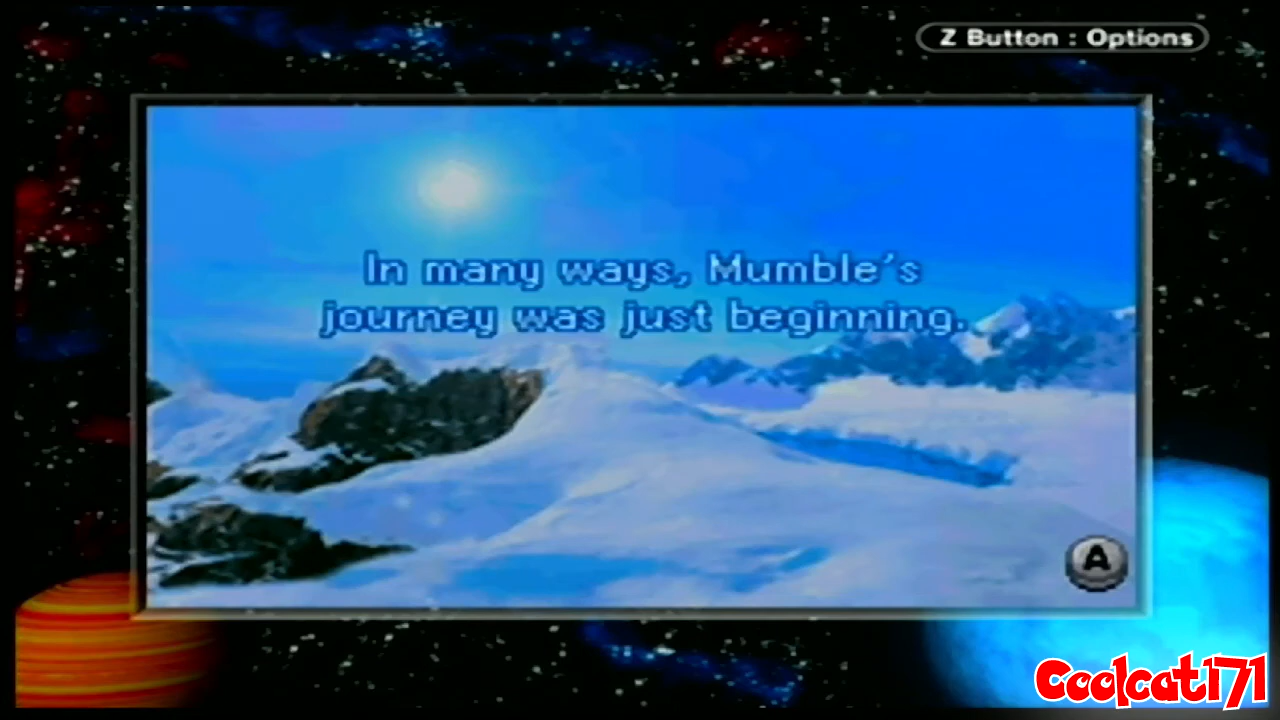 Z Button : Options
In many ways, Mumble's
journey was just beginning.
A
Coolcat171